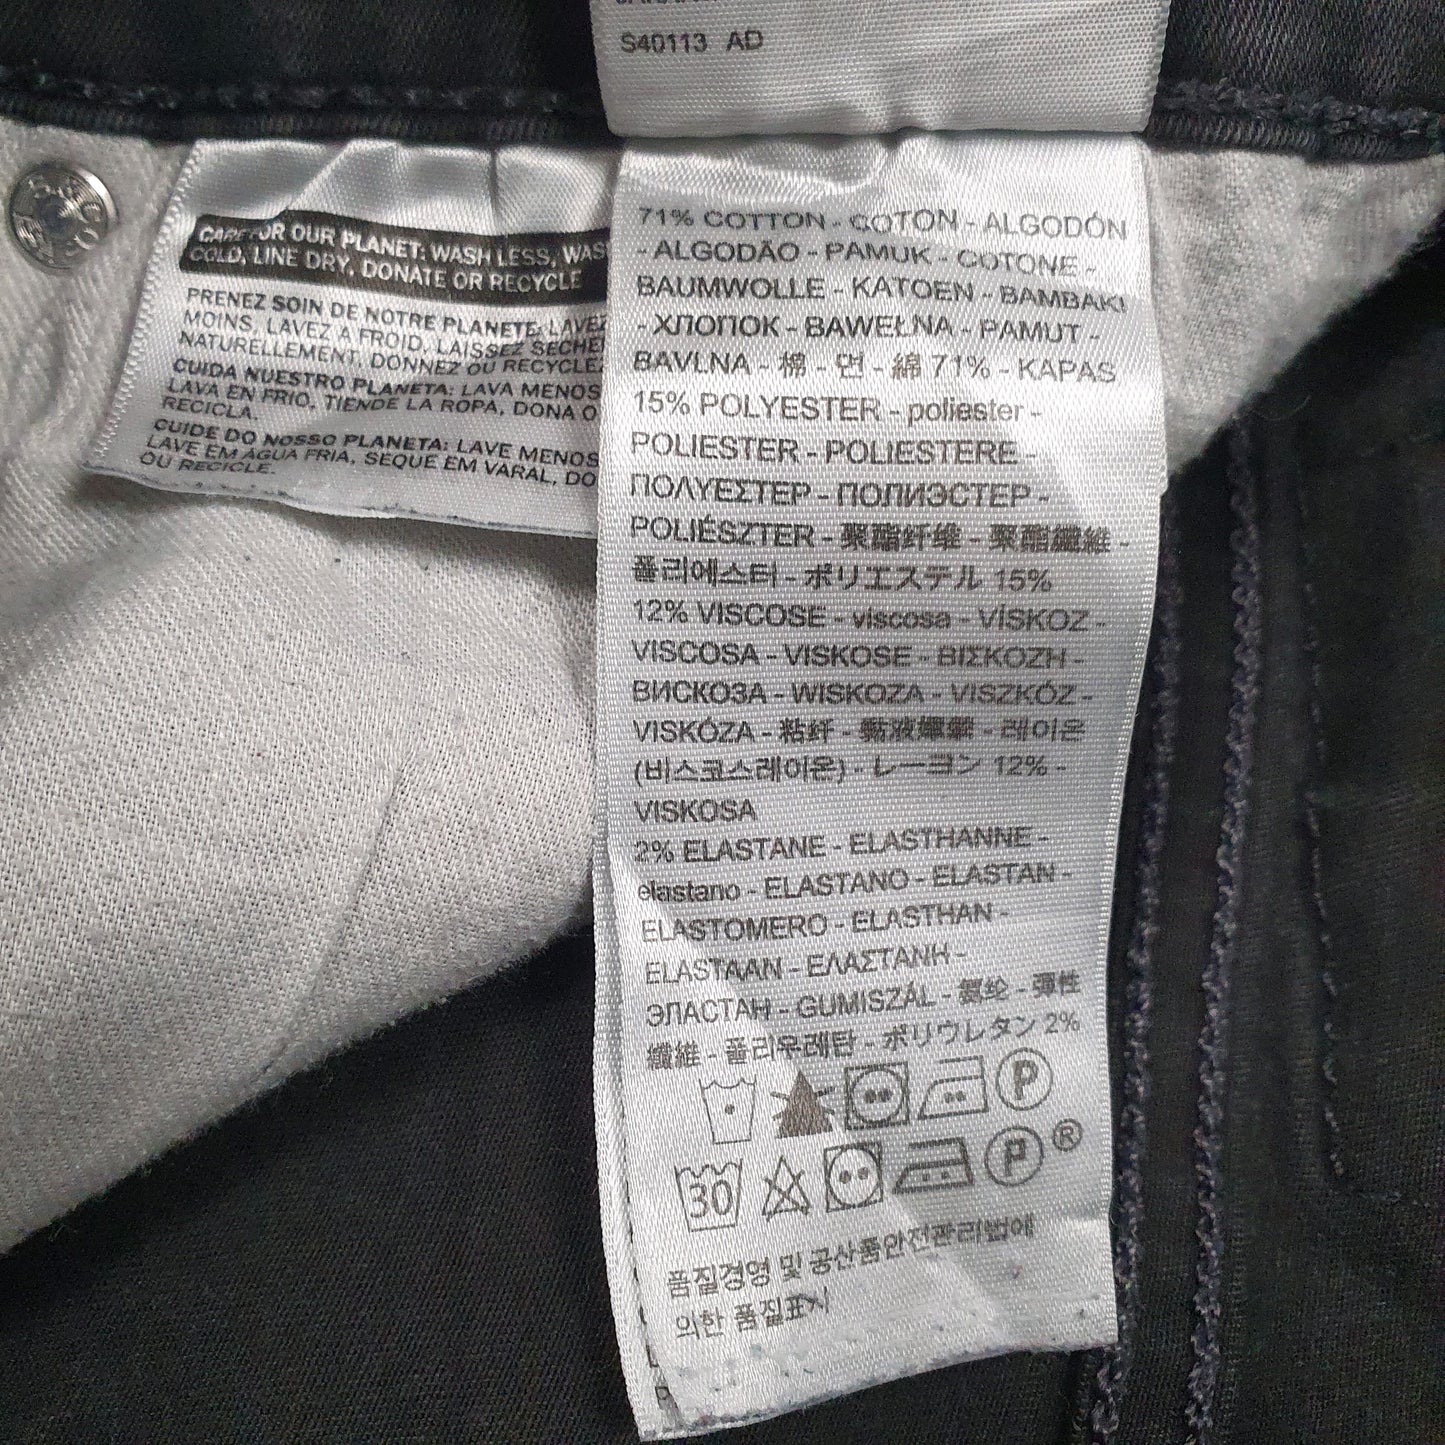 S40113 AD
CARE FOR OUR PLANET: WASH LESS, WAS
COLD, LINE DRY, DONATE OR RECYCLE
PRENEZ SOIN DE NOTRE PLANETE: LAVEZ
MOINS, LAVEZ A FROID, LAISSEZ SECHE
NATURELLEMENT, DONNEZ OU RECYCLEZ
CUIDA NUESTRO PLANETA: LAVA MENOS
LAVA EN FRIO, TIENDE LA ROPA, DONA O
RECICLA.
CUIDE DO NOSSO PLANETA: LAVE MENOS
LAVE EM AGUA FRIA, SEQUE EM VARAL, DO
OU RECICLE.
71% COTTON - COTON - ALGODÓN
- ALGODÃO - PAMUK - COTONE -
BAUMWOLLE - KATOEN - BAMBAKI
- ХЛОПОК - BAWEŁNA - PAMUT -
BAVLNA - 棉 - 면 - 綿 71% - KAPAS
15% POLYESTER - poliester -
POLIESTER - POLIESTERE -
ΠΟΛΥΕΣΤΕΡ - ПОЛИЭСТЕР -
POLIÉSZTER - 聚酯纤维 - 聚酯纖維 -
폴리에스터 - ポリエステル 15%
12% VISCOSE - viscosa - VİSKOZ -
VISCOSA - VISKOSE - ΒΙΣΚΟΖΗ -
ВИСКОЗА - WISKOZA - VISZKÓZ -
VISKÓZA - 粘纤 - 黏液嫘縈 - 레이온
(비스코스레이온) - レーヨン 12% -
VISKOSA
2% ELASTANE - ELASTHANNE -
elastano - ELASTANO - ELASTAN -
ELASTOMERO - ELASTHAN -
ELASTAAN - ΕΛΑΣΤΑΝΗ -
ЭЛАСТАН - GUMISZÁL - 氨纶 - 弹性
纖維 - 폴리우레탄 - ポリウレタン 2%
P
30 P ®
품질경영 및 공산품안전관리법에
의한 품질표시